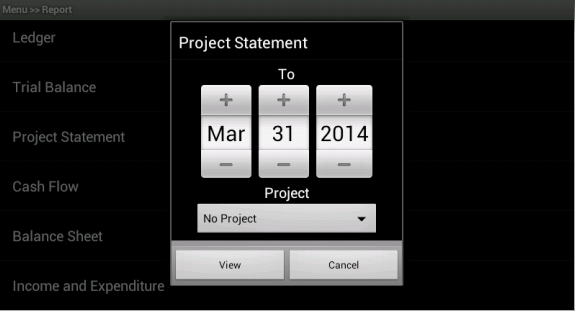 Menu >> Report
Ledger
Trial Balance
Project Statement
Cash Flow
Balance Sheet
Income and Expenditure
Project Statement
To
+ + +
Mar 31 2014
− − −
Project
No Project
View Cancel